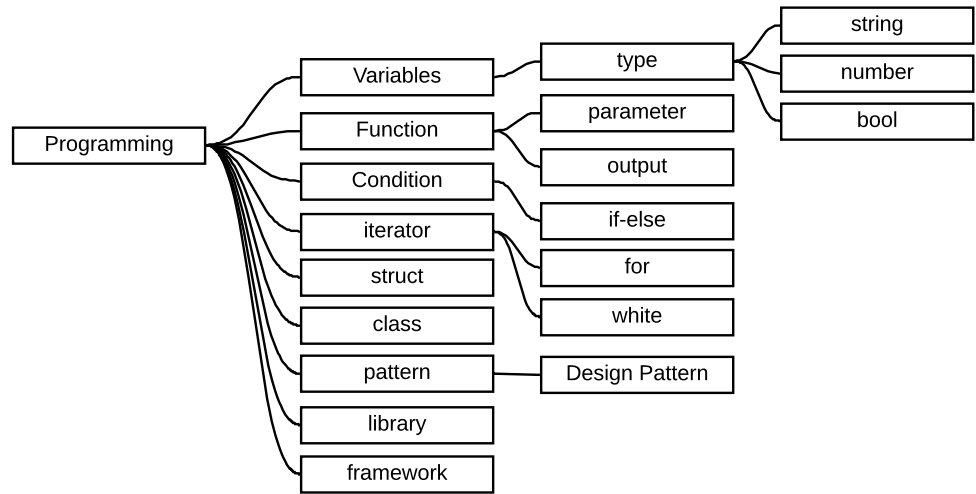 Programming
Variables
type
string
number
bool
Function
parameter
output
Condition
if-else
iterator
for
white
struct
class
pattern
Design Pattern
library
framework